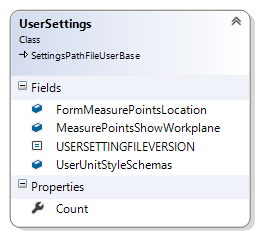 UserSettings
Class
SettingsPathFileUserBase
Fields
FormMeasurePointsLocation
MeasurePointsShowWorkplane
USERSETTINGFILEVERSION
UserUnitStyleSchemas
Properties
Count